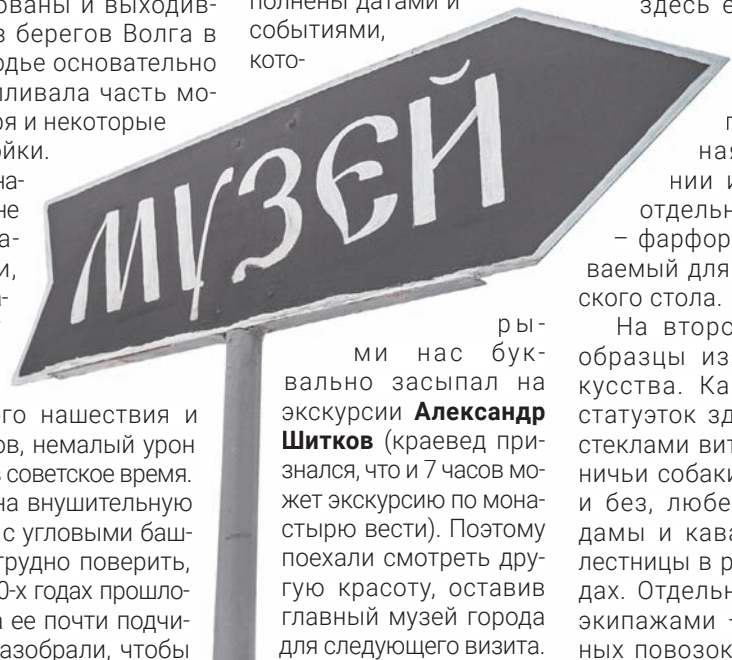 ованы и выходив-
з берегов Волга в
одье основательно
пливала часть мо-
ря и некоторые
ойки.
на-
не
а-
и,
го нашествия и
ов, немалый урон
в советское время.
на внушительную
с угловыми баш-
трудно поверить,
0-х годах прошло-
а ее почти подчи-
азобрали, чтобы
полнены датами и
событиями,
кото-
МУЗЕЙ
ры-
ми нас бук-
вально засыпал на
экскурсии Александр
Шитков (краевед при-
знался, что и 7 часов мо-
жет экскурсию по мона-
стырю вести). Поэтому
поехали смотреть дру-
гую красоту, оставив
главный музей города
для следующего визита.
здесь е
п
ная
нии и
отдельн
– фарфор
ваемый для
ского стола.
На второ
образцы из
кусства. Ка
статуэток зд
стеклами вит
ничьи собаки
и без, любе
дамы и кава
лестницы в р
дах. Отдельн
экипажами –
ных повозок